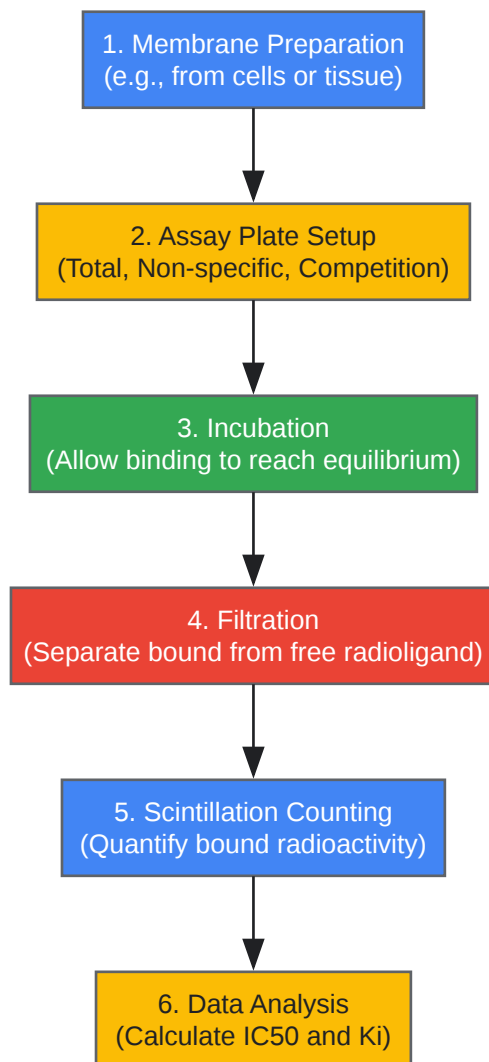 1. Membrane Preparation
(e.g., from cells or tissue)
2. Assay Plate Setup
(Total, Non-specific, Competition)
3. Incubation
(Allow binding to reach equilibrium)
4. Filtration
(Separate bound from free radioligand)
5. Scintillation Counting
(Quantify bound radioactivity)
6. Data Analysis
(Calculate IC50 and Ki)